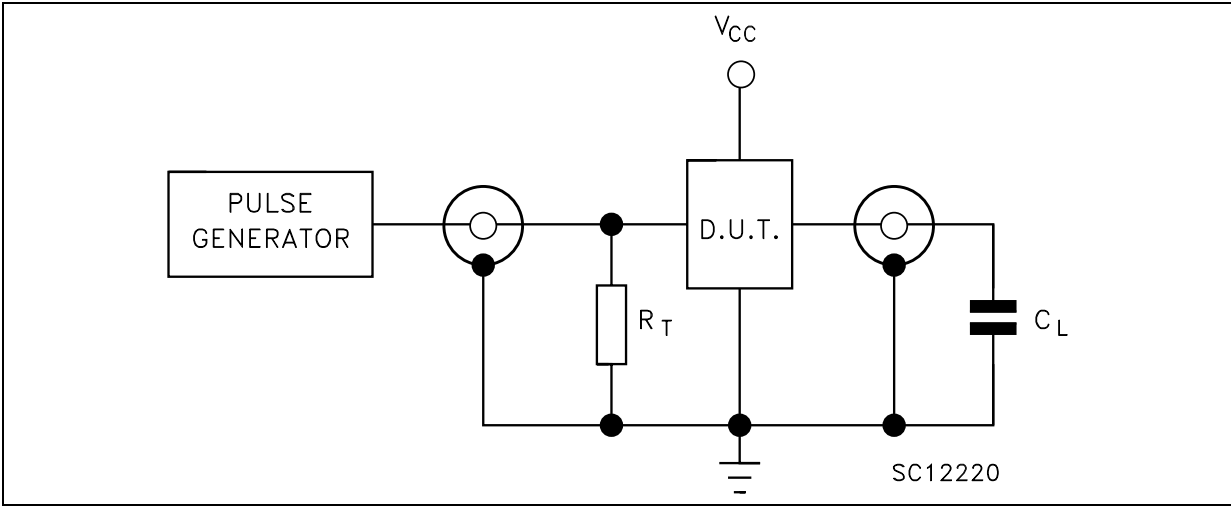 VCC
PULSE
GENERATOR
D.U.T.
RT
CL
SC12220